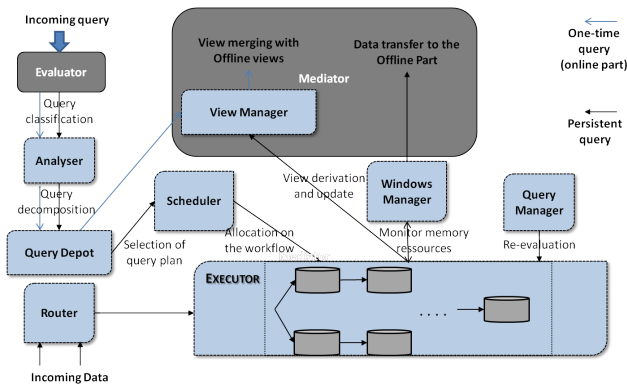 Incoming query
Evaluator
Query
classification
Analyser
Query
decomposition
Query Depot
Router
Incoming Data
Scheduler
Selection of
query plan
View merging with
Offline views
Mediator
View Manager
Data transfer to the
Offline Part
View derivation
and update
Windows
Manager
Allocation on
the workflow
Monitor memory
ressources
Query
Manager
Re-evaluation
EXECUTOR
. . . .
One-time
query
(online part)
Persistent
query